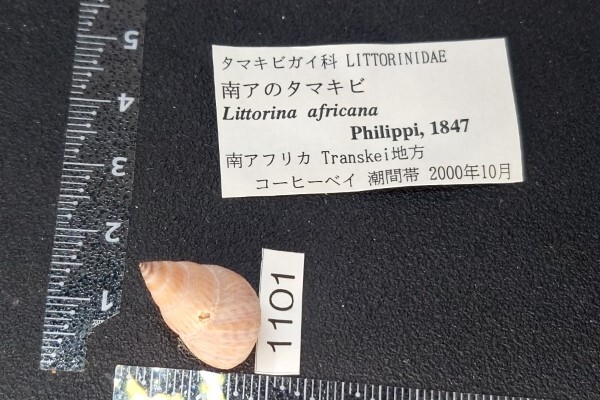 タマキビガイ科 LITTORINIDAE
南アのタマキビ
Littorina africana
Philippi, 1847
南アフリカ Transkei地方
コーヒーベイ 潮間帯 2000年10月
1101
5
4
3
2
1